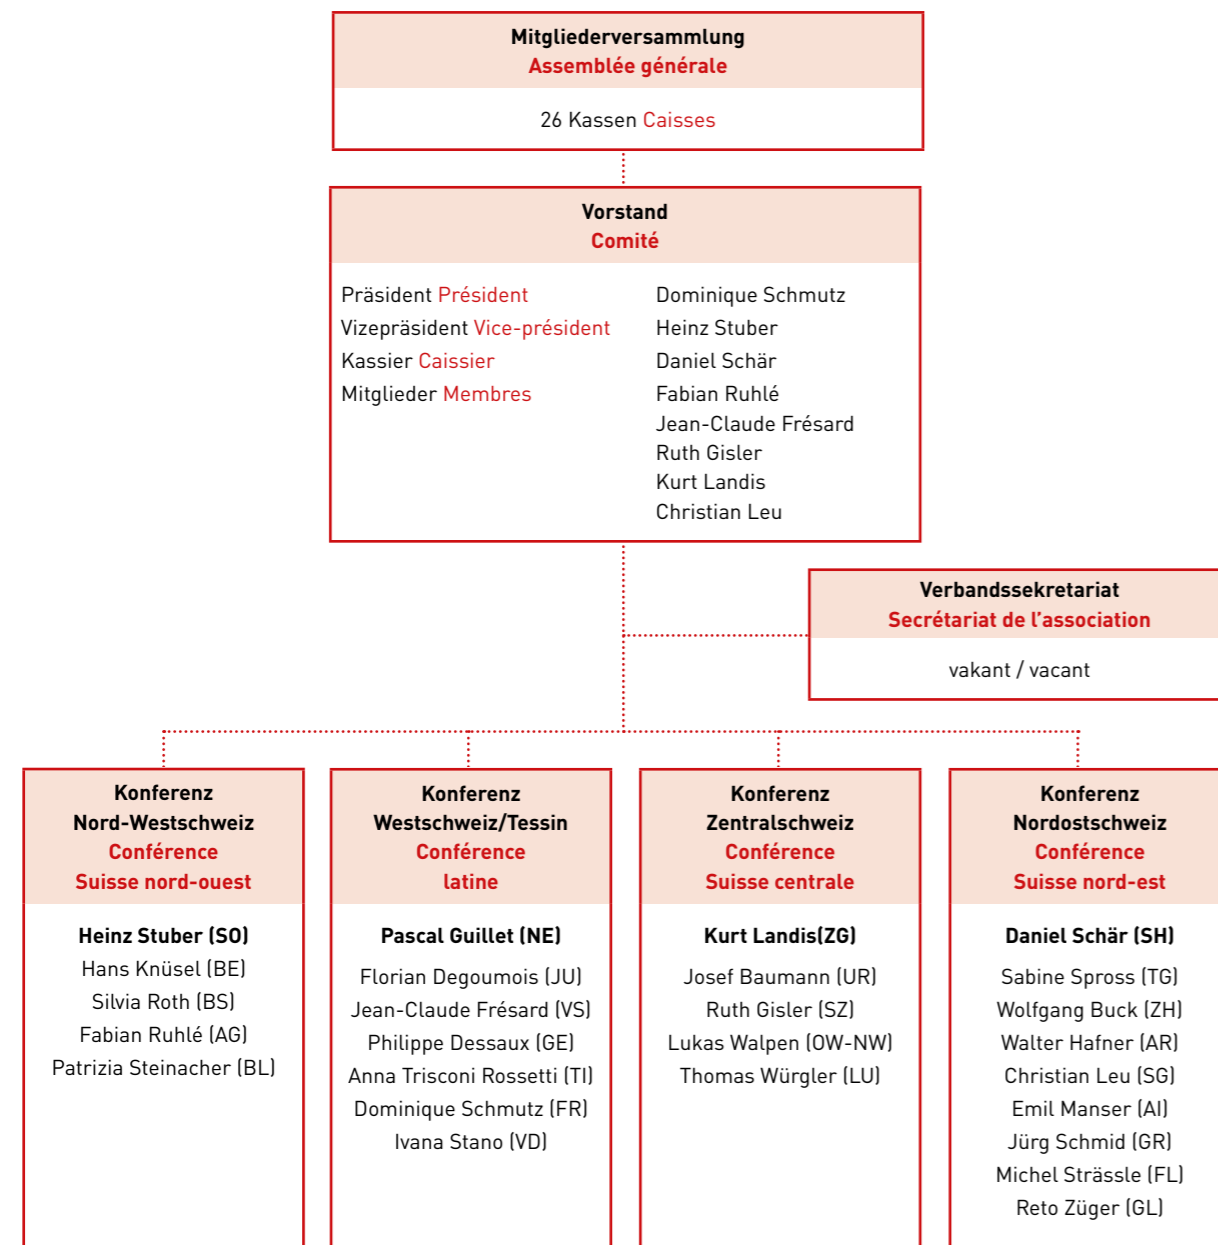 Mitgliederversammlung
Assemblée générale
26 Kassen Caisses
Vorstand
Comité
Präsident Président
Dominique Schmutz
Vizepräsident Vice-président
Heinz Stuber
Kassier Caissier
Daniel Schär
Mitglieder Membres
Fabian Ruhlé
Jean-Claude Frésard
Ruth Gisler
Kurt Landis
Christian Leu
Verbandssekretariat
Secrétariat de l’association
vakant / vacant
Konferenz
Nord-Westschweiz
Conférence
Suisse nord-ouest
Heinz Stuber (SO)
Hans Knüsel (BE)
Silvia Roth (BS)
Fabian Ruhlé (AG)
Patrizia Steinacher (BL)
Konferenz
Westschweiz/Tessin
Conférence
latine
Pascal Guillet (NE)
Florian Degoumois (JU)
Jean-Claude Frésard (VS)
Philippe Dessaux (GE)
Anna Trisconi Rossetti (TI)
Dominique Schmutz (FR)
Ivana Stano (VD)
Konferenz
Zentralschweiz
Conférence
Suisse centrale
Kurt Landis(ZG)
Josef Baumann (UR)
Ruth Gisler (SZ)
Lukas Walpen (OW-NW)
Thomas Würgler (LU)
Konferenz
Nordostschweiz
Conférence
Suisse nord-est
Daniel Schär (SH)
Sabine Spross (TG)
Wolfgang Buck (ZH)
Walter Hafner (AR)
Christian Leu (SG)
Emil Manser (AI)
Jürg Schmid (GR)
Michel Strässle (FL)
Reto Züger (GL)